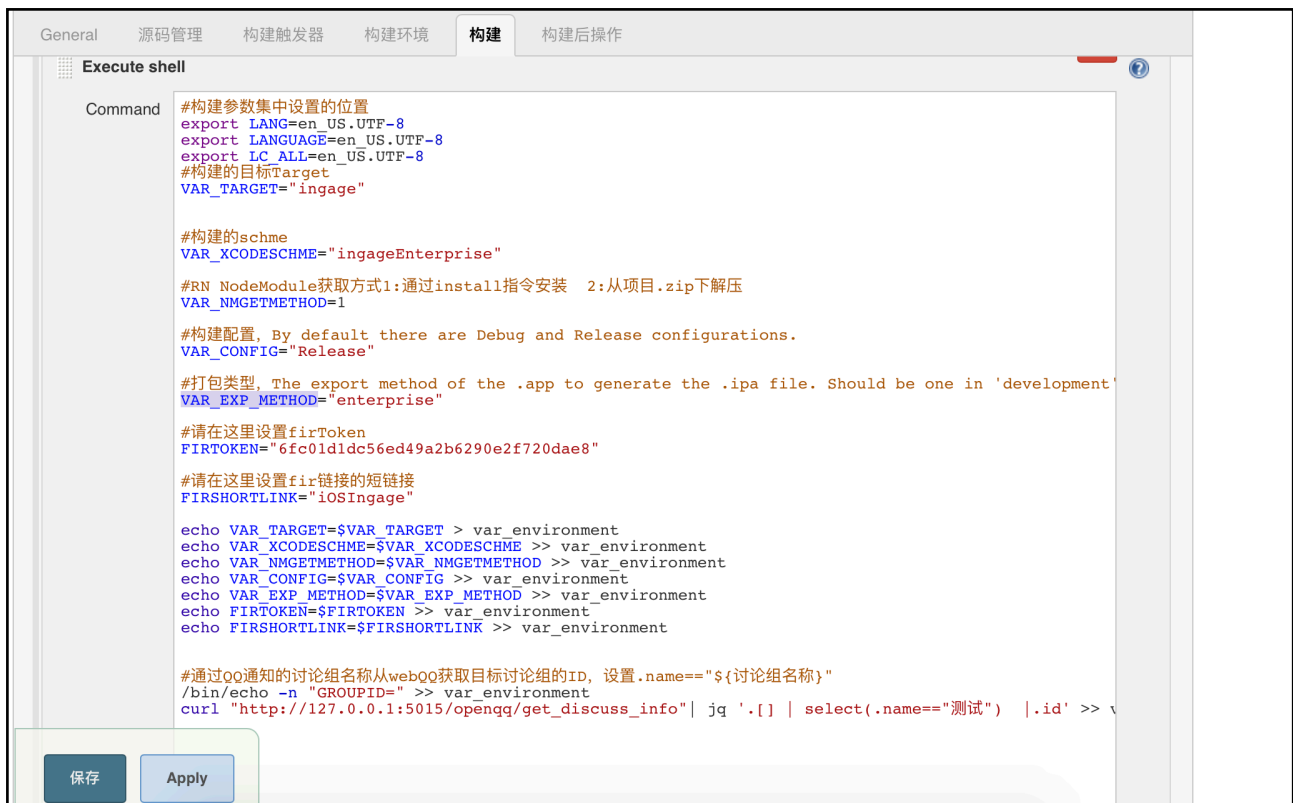 General 源码管理 构建触发器 构建环境 构建 构建后操作
Execute shell
Command
#构建参数集中设置的位置
export LANG=en_US.UTF-8
export LANGUAGE=en_US.UTF-8
export LC_ALL=en_US.UTF-8
#构建的目标Target
VAR_TARGET="ingage"
#构建的schme
VAR_XCODESCHME="ingageEnterprise"
#RN NodeModule获取方式1:通过install指令安装 2:从项目.zip下解压
VAR_NMGETMETHOD=1
#构建配置，By default there are Debug and Release configurations.
VAR_CONFIG="Release"
#打包类型，The export method of the .app to generate the .ipa file. Should be one in 'development'
VAR_EXP_METHOD="enterprise"
#请在这里设置firToken
FIRTOKEN="6fc01d1dc56ed49a2b6290e2f720dae8"
#请在这里设置fir链接的短链接
FIRSHORTLINK="iOSIngage"
echo VAR_TARGET=$VAR_TARGET > var_environment
echo VAR_XCODESCHME=$VAR_XCODESCHME >> var_environment
echo VAR_NMGETMETHOD=$VAR_NMGETMETHOD >> var_environment
echo VAR_CONFIG=$VAR_CONFIG >> var_environment
echo VAR_EXP_METHOD=$VAR_EXP_METHOD >> var_environment
echo FIRTOKEN=$FIRTOKEN >> var_environment
echo FIRSHORTLINK=$FIRSHORTLINK >> var_environment
#通过QQ通知的讨论组名称从webQQ获取目标讨论组的ID，设置.name=="${讨论组名称}"
/bin/echo -n "GROUPID=" >> var_environment
curl "http://127.0.0.1:5015/openqq/get_discuss_info"| jq '.[] | select(.name=="测试") |.id' >>
保存 Apply